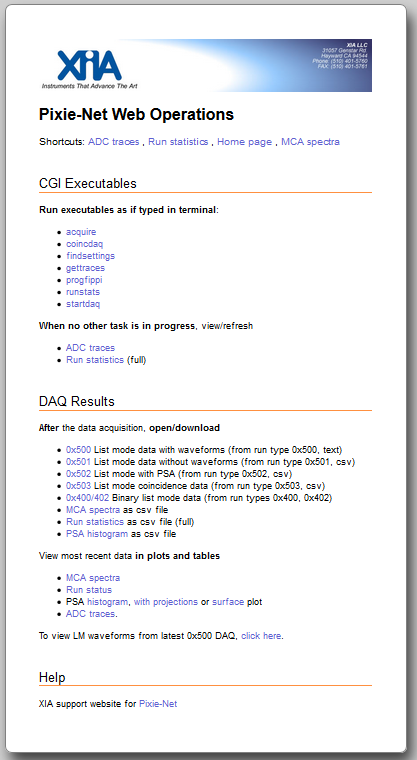 XIA
Instruments That Advance The Art
XIA LLC
31057 Genstar Rd.
Hayward CA 94544
Phone: (510) 401-5760
FAX: (510) 401-5761
Pixie-Net Web Operations
Shortcuts: ADC traces , Run statistics , Home page , MCA spectra
CGI Executables
Run executables as if typed in terminal:
acquire
coincdaq
findsettings
gettraces
progfippi
runstats
startdaq
When no other task is in progress, view/refresh
ADC traces
Run statistics (full)
DAQ Results
After the data acquisition, open/download
0x500 List mode data with waveforms (from run type 0x500, text)
0x501 List mode data without waveforms (from run type 0x501, csv)
0x502 List mode with PSA (from run type 0x502, csv)
0x503 List mode coincidence data (from run type 0x503, csv)
0x400/402 Binary list mode data (from run types 0x400, 0x402)
MCA spectra as csv file
Run statistics as csv file (full)
PSA histogram as csv file
View most recent data in plots and tables
MCA spectra
Run status
PSA histogram, with projections or surface plot
ADC traces.
To view LM waveforms from latest 0x500 DAQ, click here.
Help
XIA support website for Pixie-Net